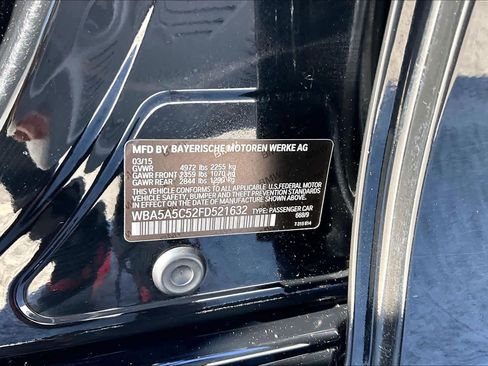 MFD BY BAYERISCHE MOTOREN WERKE AG
03/15
GVWR 4972 lbs 2255 kg
GAWR FRONT 2359 lbs 1070 kg
GAWR REAR 2844 lbs 1290 kg
THIS VEHICLE CONFORMS TO ALL APPLICABLE U.S.FEDERAL MOTOR
VEHICLE SAFETY, BUMPER, AND THEFT PREVENTION STANDARDS IN
EFFECT ON THE DATE OF MANUFACTURE SHOWN ABOVE.
WBA5A5C52FD521632 TYPE: PASSENGER CAR
668/9